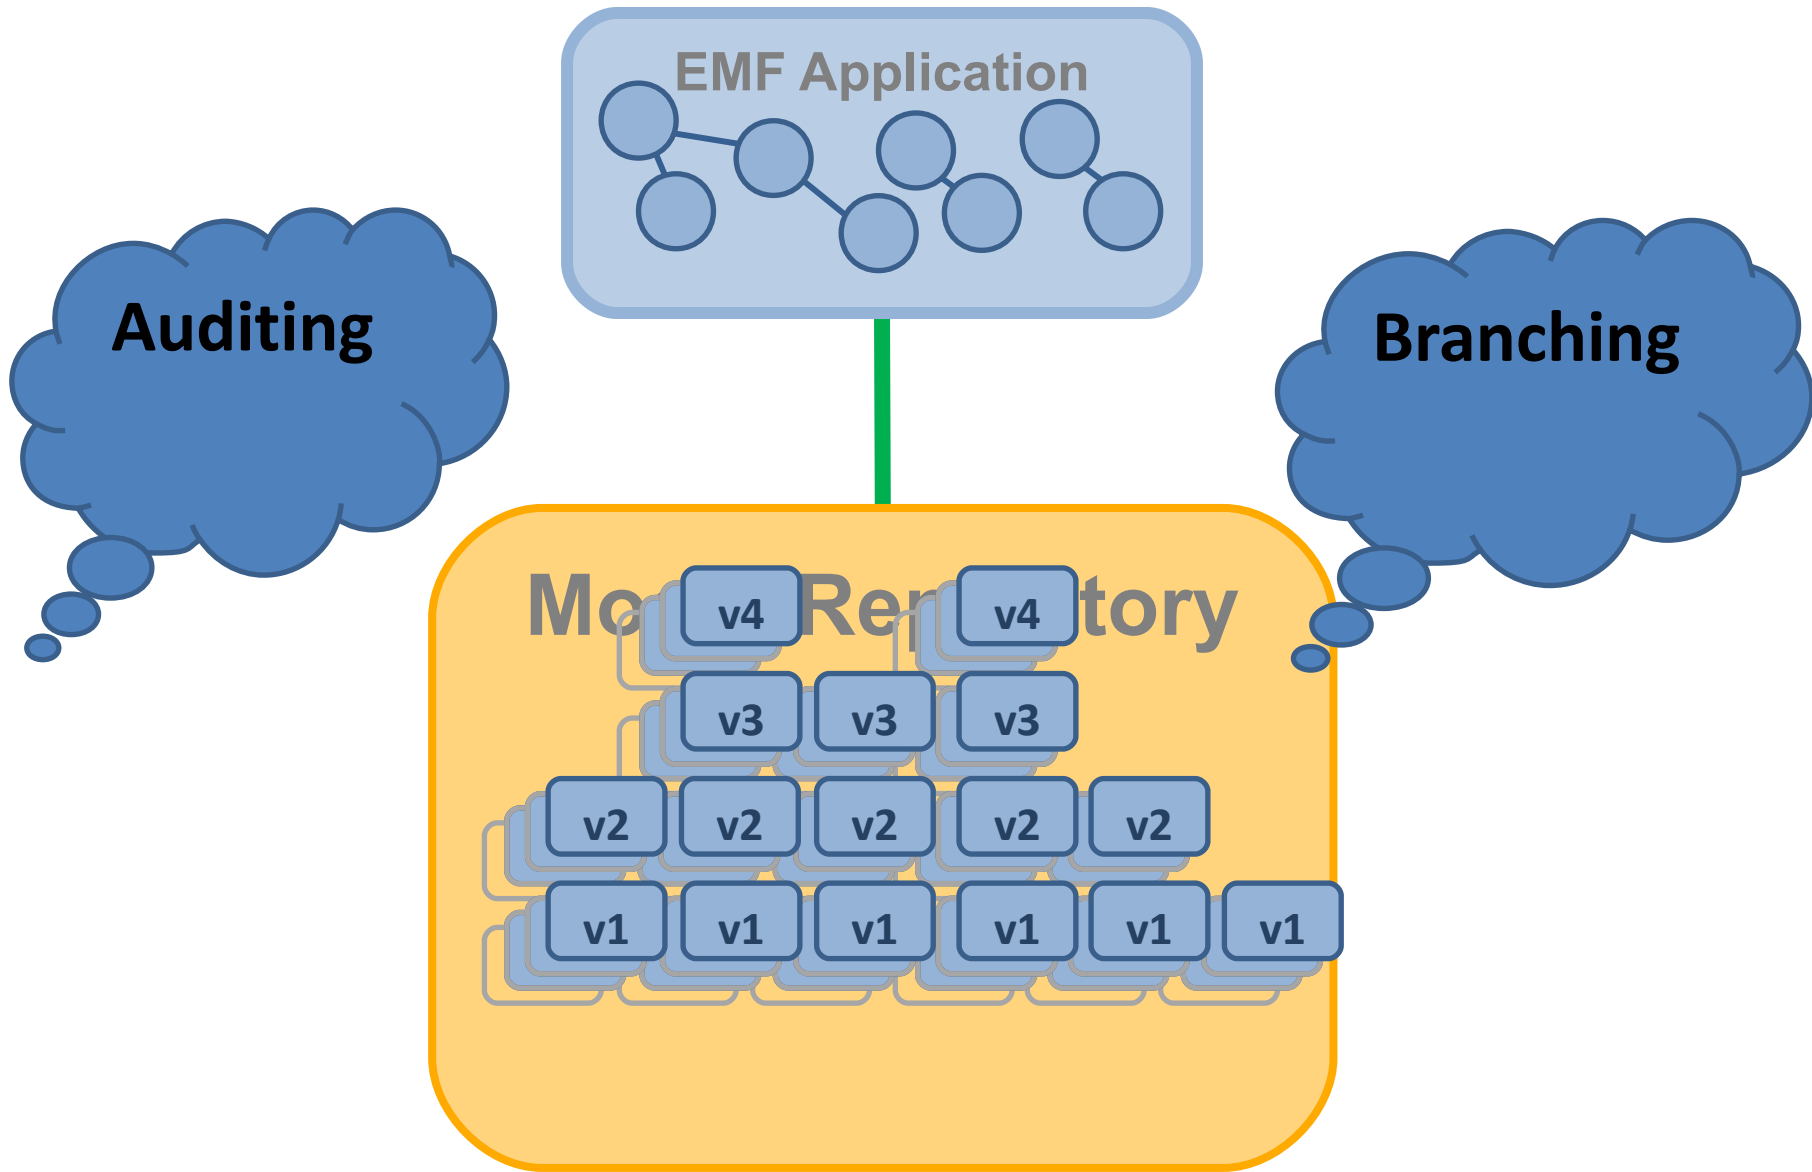 EMF Application
Auditing
Branching
v4 v4
v3 v3 v3
v2 v2 v2 v2 v2
v1 v1 v1 v1 v1 v1